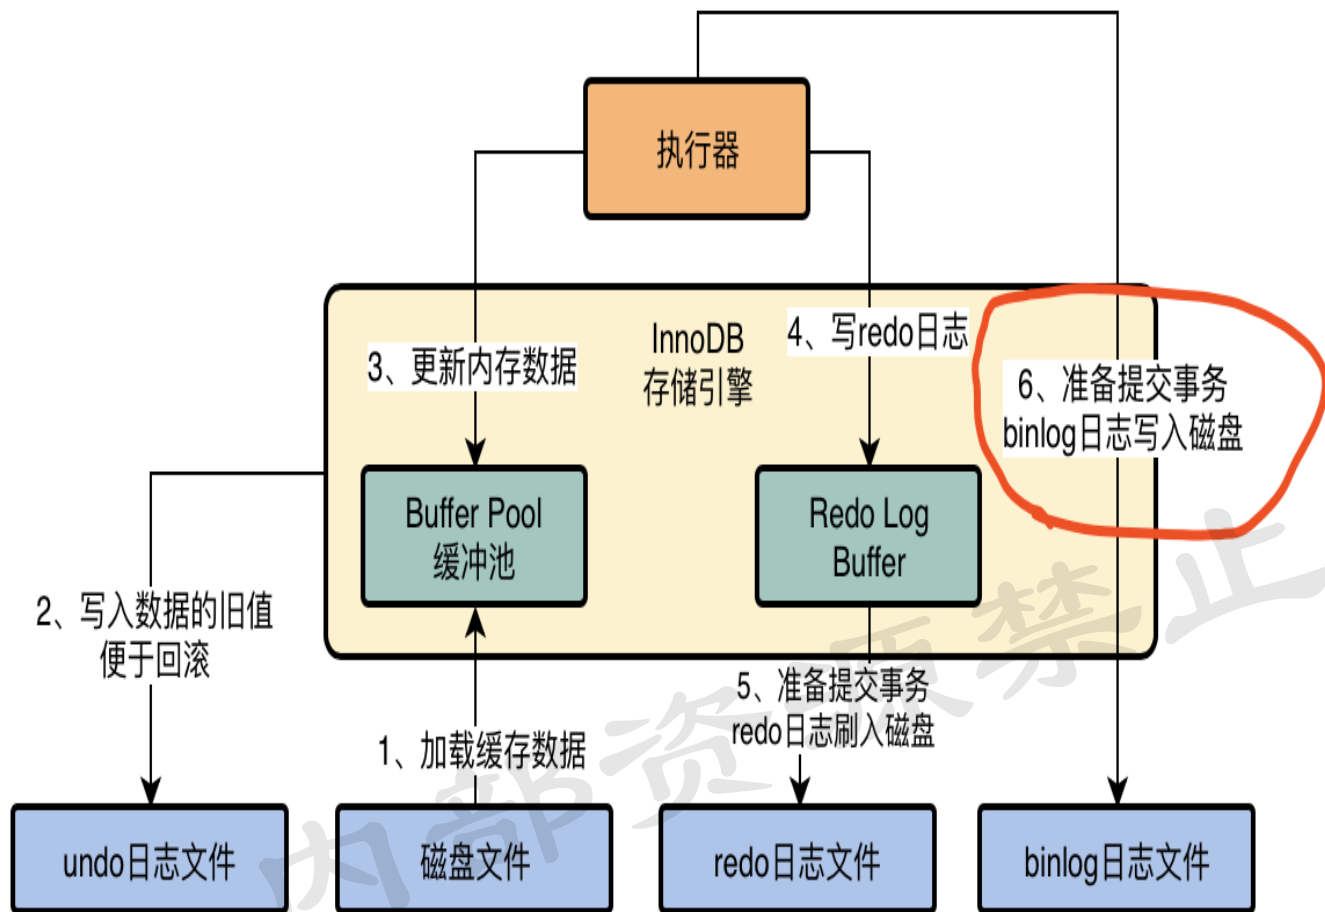 执行器
InnoDB
存储引擎
3、更新内存数据
4、写redo日志
6、准备提交事务
binlog日志写入磁盘
Buffer Pool
缓冲池
Redo Log
Buffer
2、写入数据的旧值
便于回滚
1、加载缓存数据
5、准备提交事务
redo日志刷入磁盘
undo日志文件
磁盘文件
redo日志文件
binlog日志文件
内部资源禁止